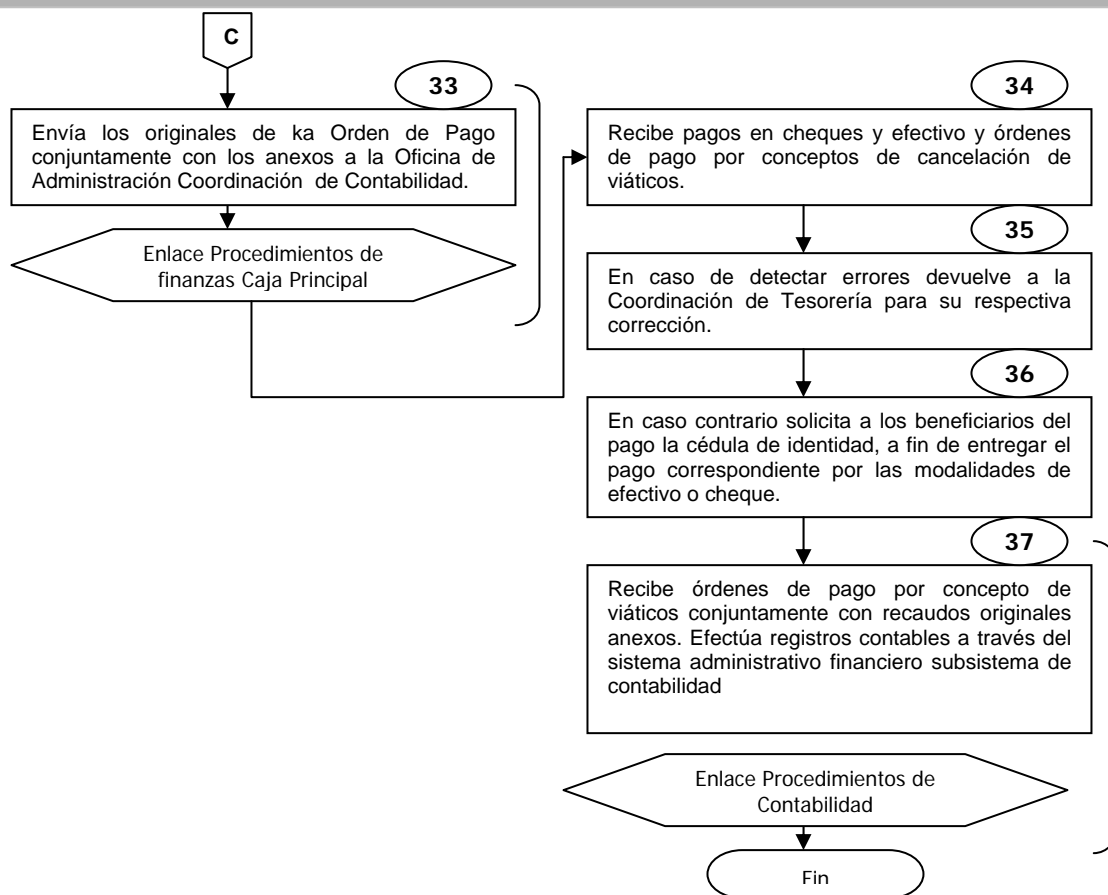 C
33
Envía los originales de ka Orden de Pago
conjuntamente con los anexos a la Oficina de
Administración Coordinación de Contabilidad.
Enlace Procedimientos de
finanzas Caja Principal
34
Recibe pagos en cheques y efectivo y órdenes
de pago por conceptos de cancelación de
viáticos.
35
En caso de detectar errores devuelve a la
Coordinación de Tesorería para su respectiva
corrección.
36
En caso contrario solicita a los beneficiarios del
pago la cédula de identidad, a fin de entregar el
pago correspondiente por las modalidades de
efectivo o cheque.
37
Recibe órdenes de pago por concepto de
viáticos conjuntamente con recaudos originales
anexos. Efectúa registros contables a través del
sistema administrativo financiero subsistema de
contabilidad
Enlace Procedimientos de
Contabilidad
Fin